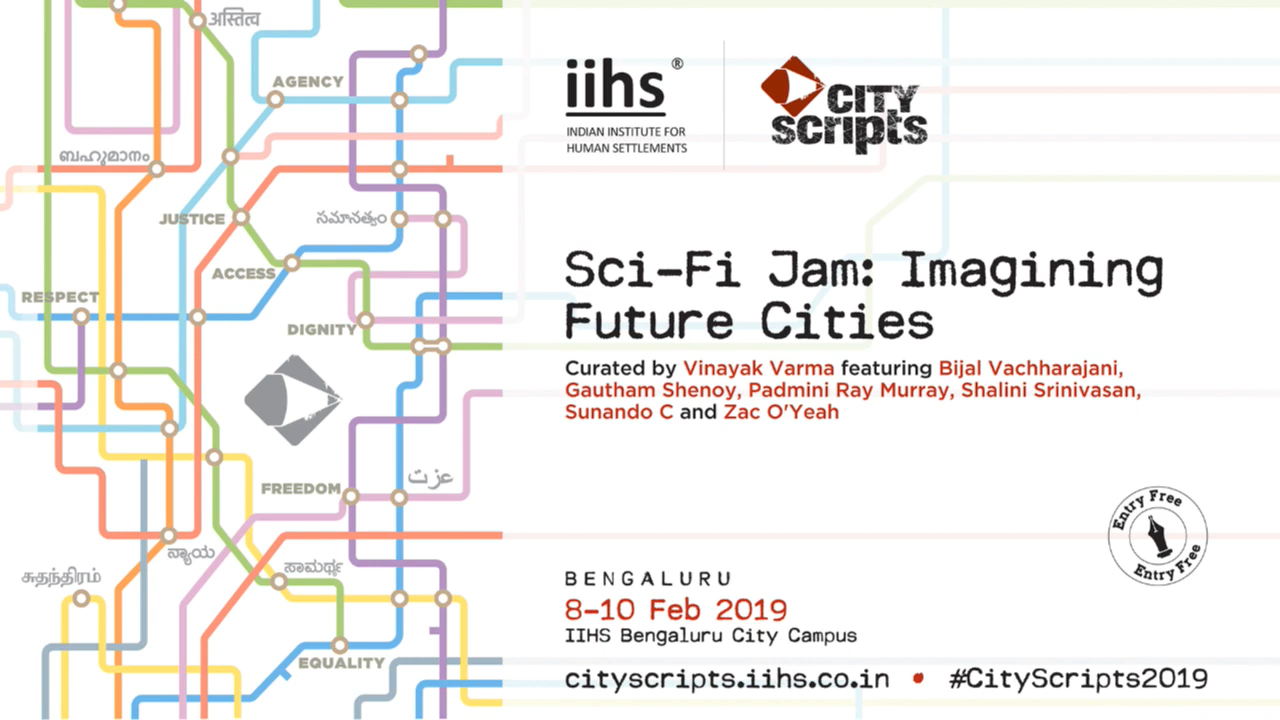 अस्तित्व
AGENCY
ബഹുമാനം
JUSTICE
సమానత్వం
ACCESS
RESPECT
DIGNITY
FREEDOM
عزت
ನ್ಯಾಯ
ಸಾಮರ್ಥ್ಯ
சுதந்திரம்
EQUALITY
iihs®
INDIAN INSTITUTE FOR
HUMAN SETTLEMENTS
CITY
scripts
Sci-Fi Jam: Imagining
Future Cities
Curated by Vinayak Varma featuring Bijal Vachharajani,
Gautham Shenoy, Padmini Ray Murray, Shalini Srinivasan,
Sunando C and Zac O'Yeah
Entry Free
Entry Free
BENGALURU
8-10 Feb 2019
IIHS Bengaluru City Campus
cityscripts.iihs.co.in • #CityScripts2019